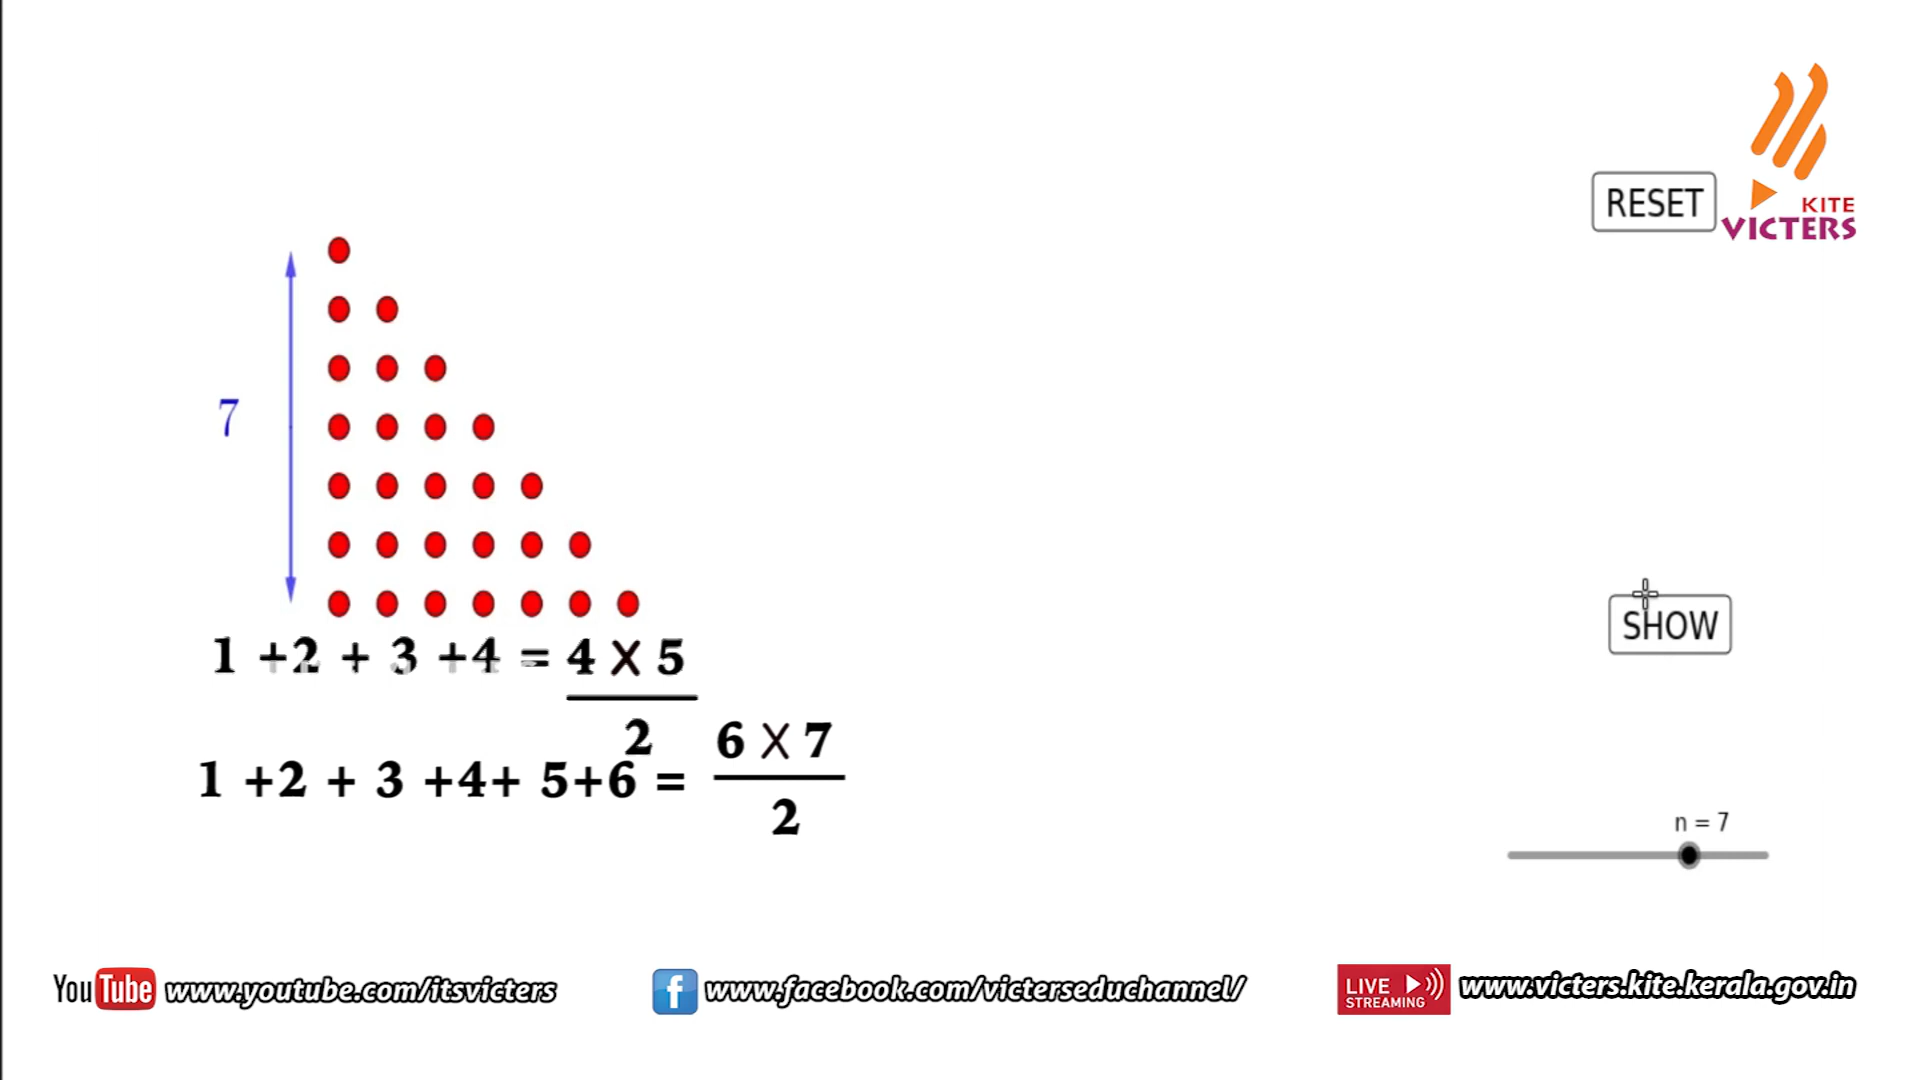 RESET
KITE
VICTERS
7
1 +2 + 3 +4 = 4 X 5
2
6 X 7
1 +2 + 3 +4+ 5+6 =
2
SHOW
n = 7
YouTube www.youtube.com/itsvicters
f www.facebook.com/victerseduchannel/
LIVE STREAMING www.victers.kite.kerala.gov.in